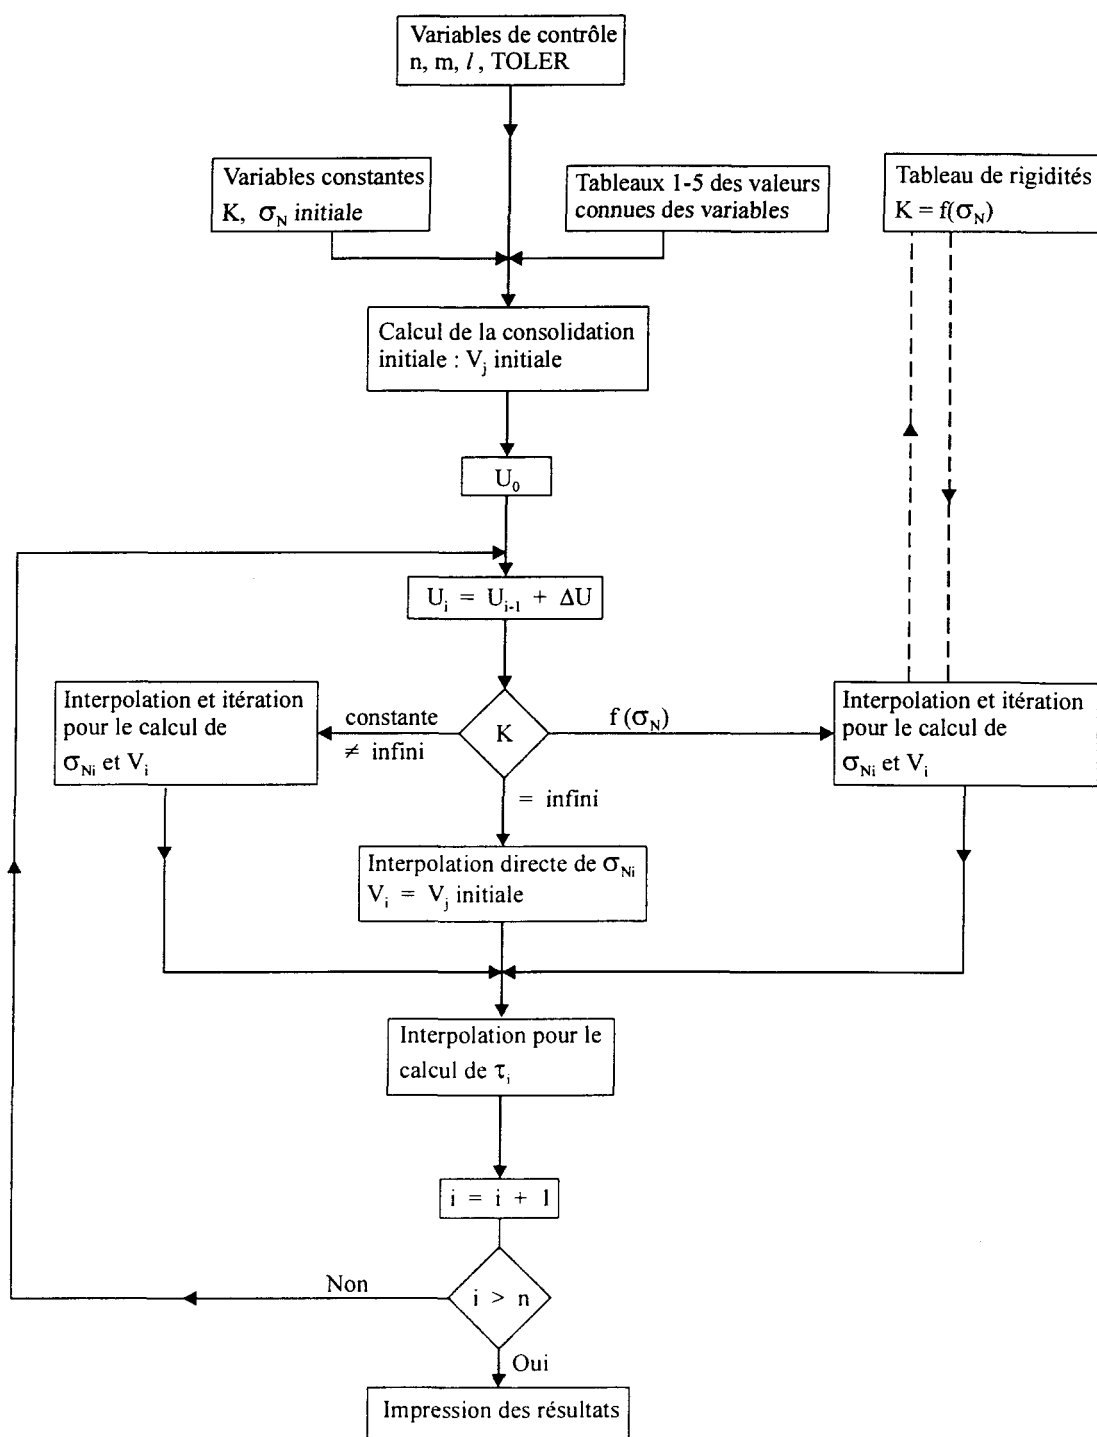 Variables de contrôle
n, m, l , TOLER
Variables constantes
K, σN initiale
Tableaux 1-5 des valeurs
connues des variables
Tableau de rigidités
K = f(σN)
Calcul de la consolidation
initiale : Vj initiale
U0
Ui = Ui-1 + ΔU
Interpolation et itération
pour le calcul de
σNi et Vi
constante
≠ infini
K
f (σN)
Interpolation et itération
pour le calcul de
σNi et Vi
= infini
Interpolation directe de σNi
Vi = Vj initiale
Interpolation pour le
calcul de τi
i = i + 1
Non
i > n
Oui
Impression des résultats